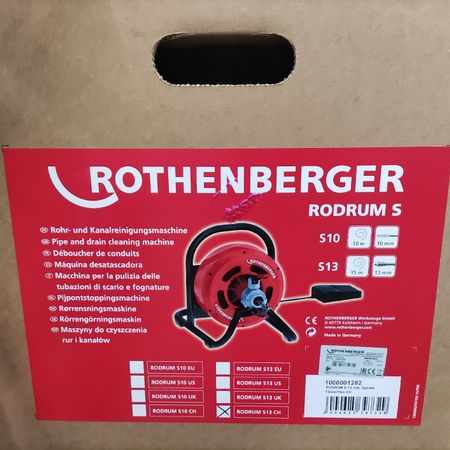 ROTHENBERGER
RODRUM S
Rohr- und Kanalreinigungsmaschine
Pipe and drain cleaning machine
Déboucheur de conduits
Máquina desatascadora
Macchina per la pulizia delle
tubazioni di scario e fognature
Pijpontstoppingsmachine
Rørrensningsmaskine
Rörrengöringsmaskin
Maszyny do czyszczenia
rur i kanałów
S10
10 m
10 mm
S13
15 m
13 mm
ROTHENBERGER
ROTHENBERGER Werkzeuge GmbH
D-65779 Kelkheim / Germany
www.rothenberger.com
Made in Germany
RODRUM S10 EU
RODRUM S10 US
RODRUM S10 UK
RODRUM S10 CH
RODRUM S13 EU
RODRUM S13 US
RODRUM S13 UK
RODRUM S13 CH
ROTHENBERGER
1000001282